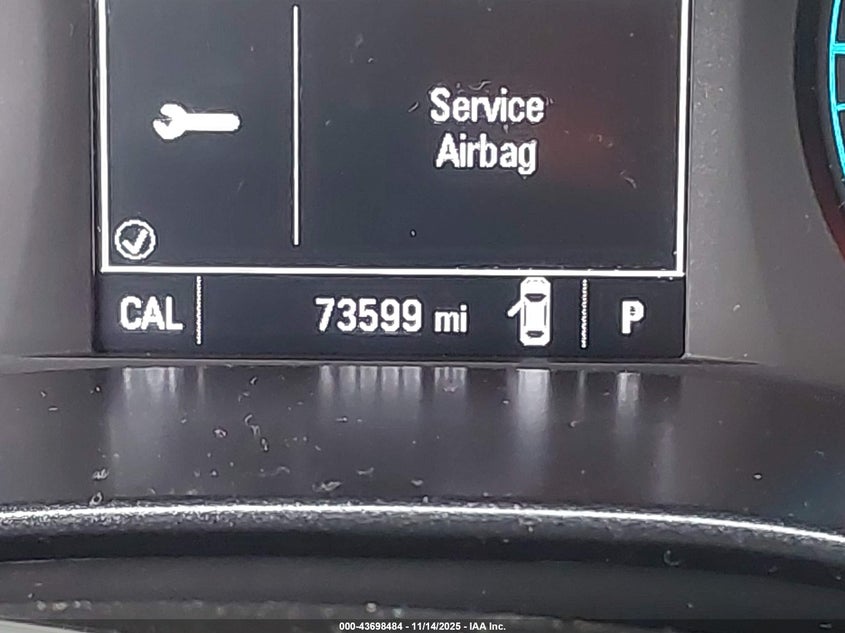 Service
Airbag
CAL 73599 mi P
000-43698484 - 11/14/2025 - IAA Inc.